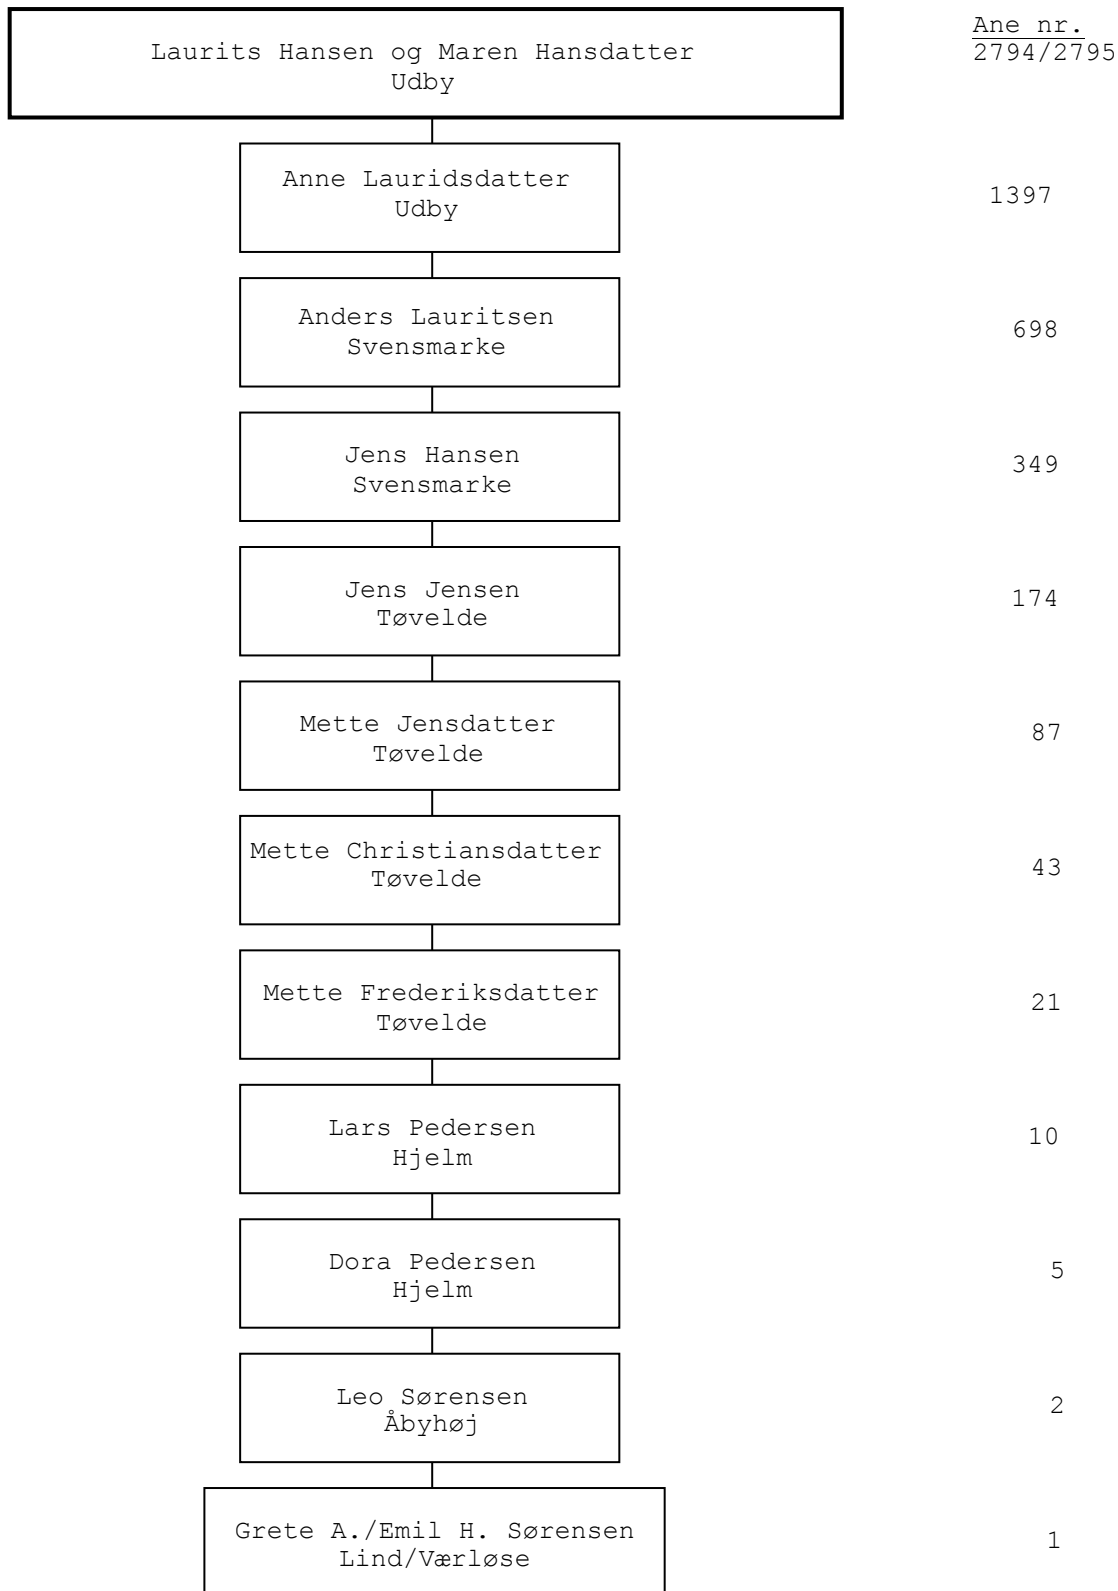 Ane nr.
Laurits Hansen og Maren Hansdatter
2794/2795
Udby
Anne Lauridsdatter
Udby
1397
Anders Lauritsen
Svensmarke
698
Jens Hansen
Svensmarke
349
Jens Jensen
Tøvelde
174
Mette Jensdatter
Tøvelde
87
Mette Christiansdatter
Tøvelde
43
Mette Frederiksdatter
Tøvelde
21
Lars Pedersen
Hjelm
10
Dora Pedersen
Hjelm
5
Leo Sørensen
Åbyhøj
2
Grete A./Emil H. Sørensen
Lind/Værløse
1